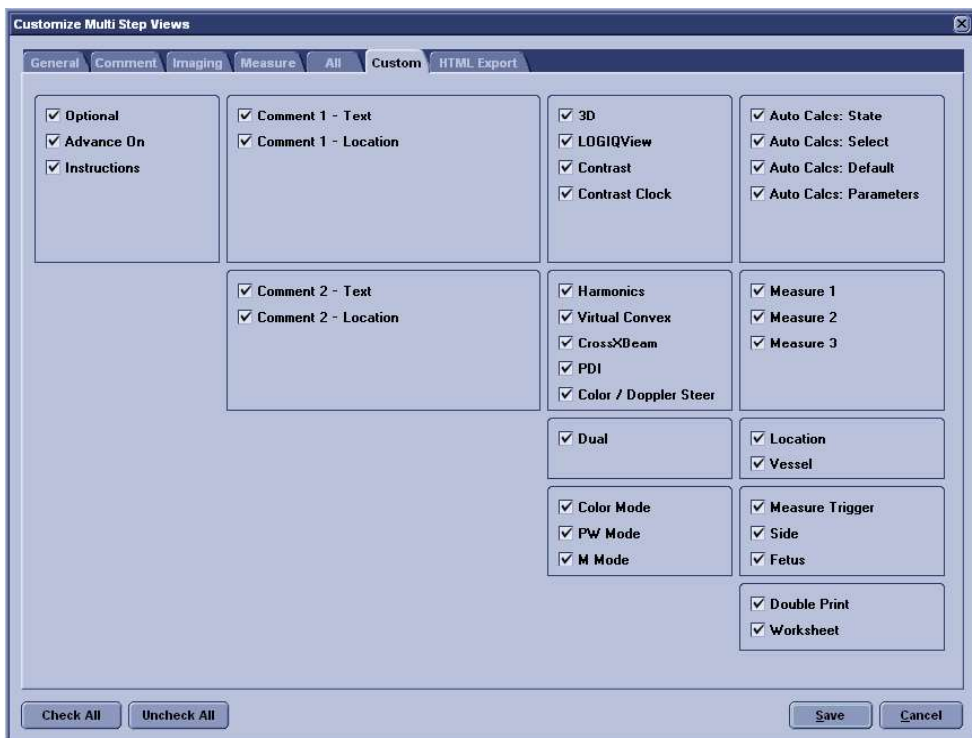 Customize Multi Step Views
General Comment Imaging Measure All Custom HTML Export
Optional
Advance On
Instructions
Comment 1 - Text
Comment 1 - Location
3D
LOGIQView
Contrast
Contrast Clock
Auto Calcs: State
Auto Calcs: Select
Auto Calcs: Default
Auto Calcs: Parameters
Comment 2 - Text
Comment 2 - Location
Harmonics
Virtual Convex
CrossXBeam
PDI
Color / Doppler Steer
Measure 1
Measure 2
Measure 3
Dual
Location
Vessel
Color Mode
PW Mode
M Mode
Measure Trigger
Side
Fetus
Double Print
Worksheet
Check All Uncheck All Save Cancel